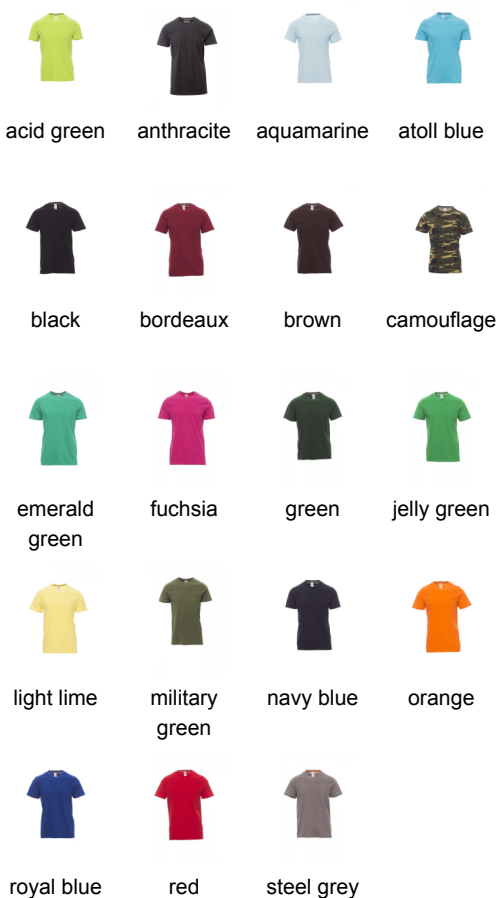 acid green
anthracite
aquamarine
atoll blue
black
bordeaux
brown
camouflage
emerald
green
fuchsia
green
jelly green
light lime
military
green
navy blue
orange
royal blue
red
steel grey